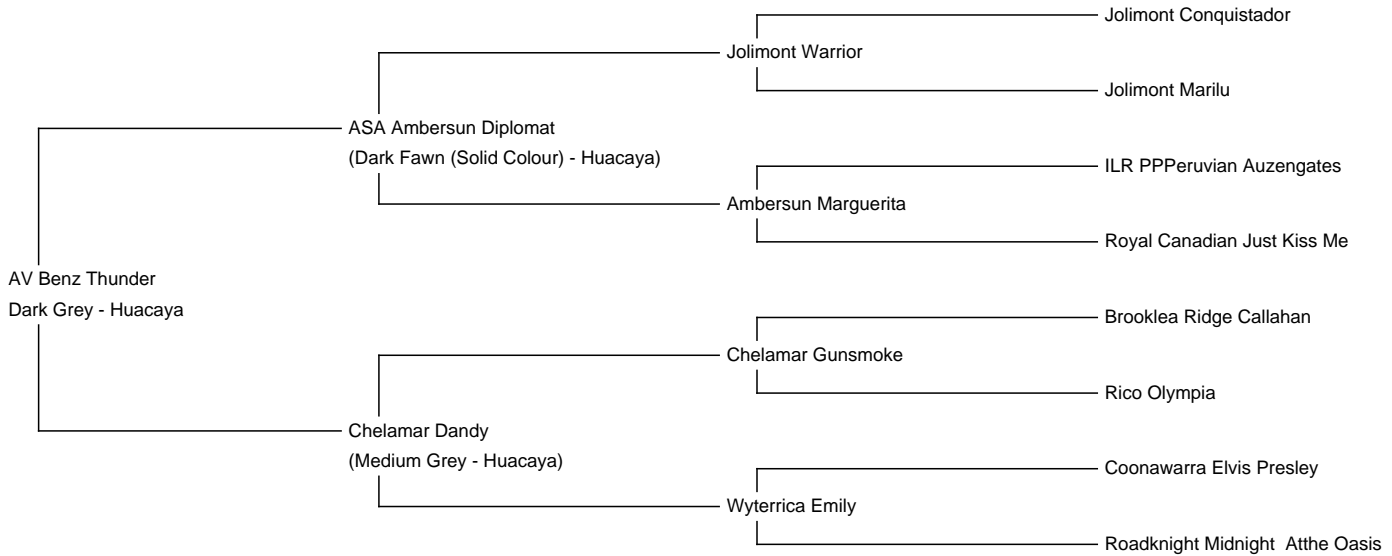 Jolimont Conquistador
Jolimont Warrior
Jolimont Marilu
ASA Ambersun Diplomat
(Dark Fawn (Solid Colour) - Huacaya)
ILR PPPeruvian Auzengates
Ambersun Marguerita
Royal Canadian Just Kiss Me
AV Benz Thunder
Dark Grey - Huacaya
Brooklea Ridge Callahan
Chelamar Gunsmoke
Rico Olympia
Chelamar Dandy
(Medium Grey - Huacaya)
Coonawarra Elvis Presley
Wyterrica Emily
Roadknight Midnight  Atthe Oasis